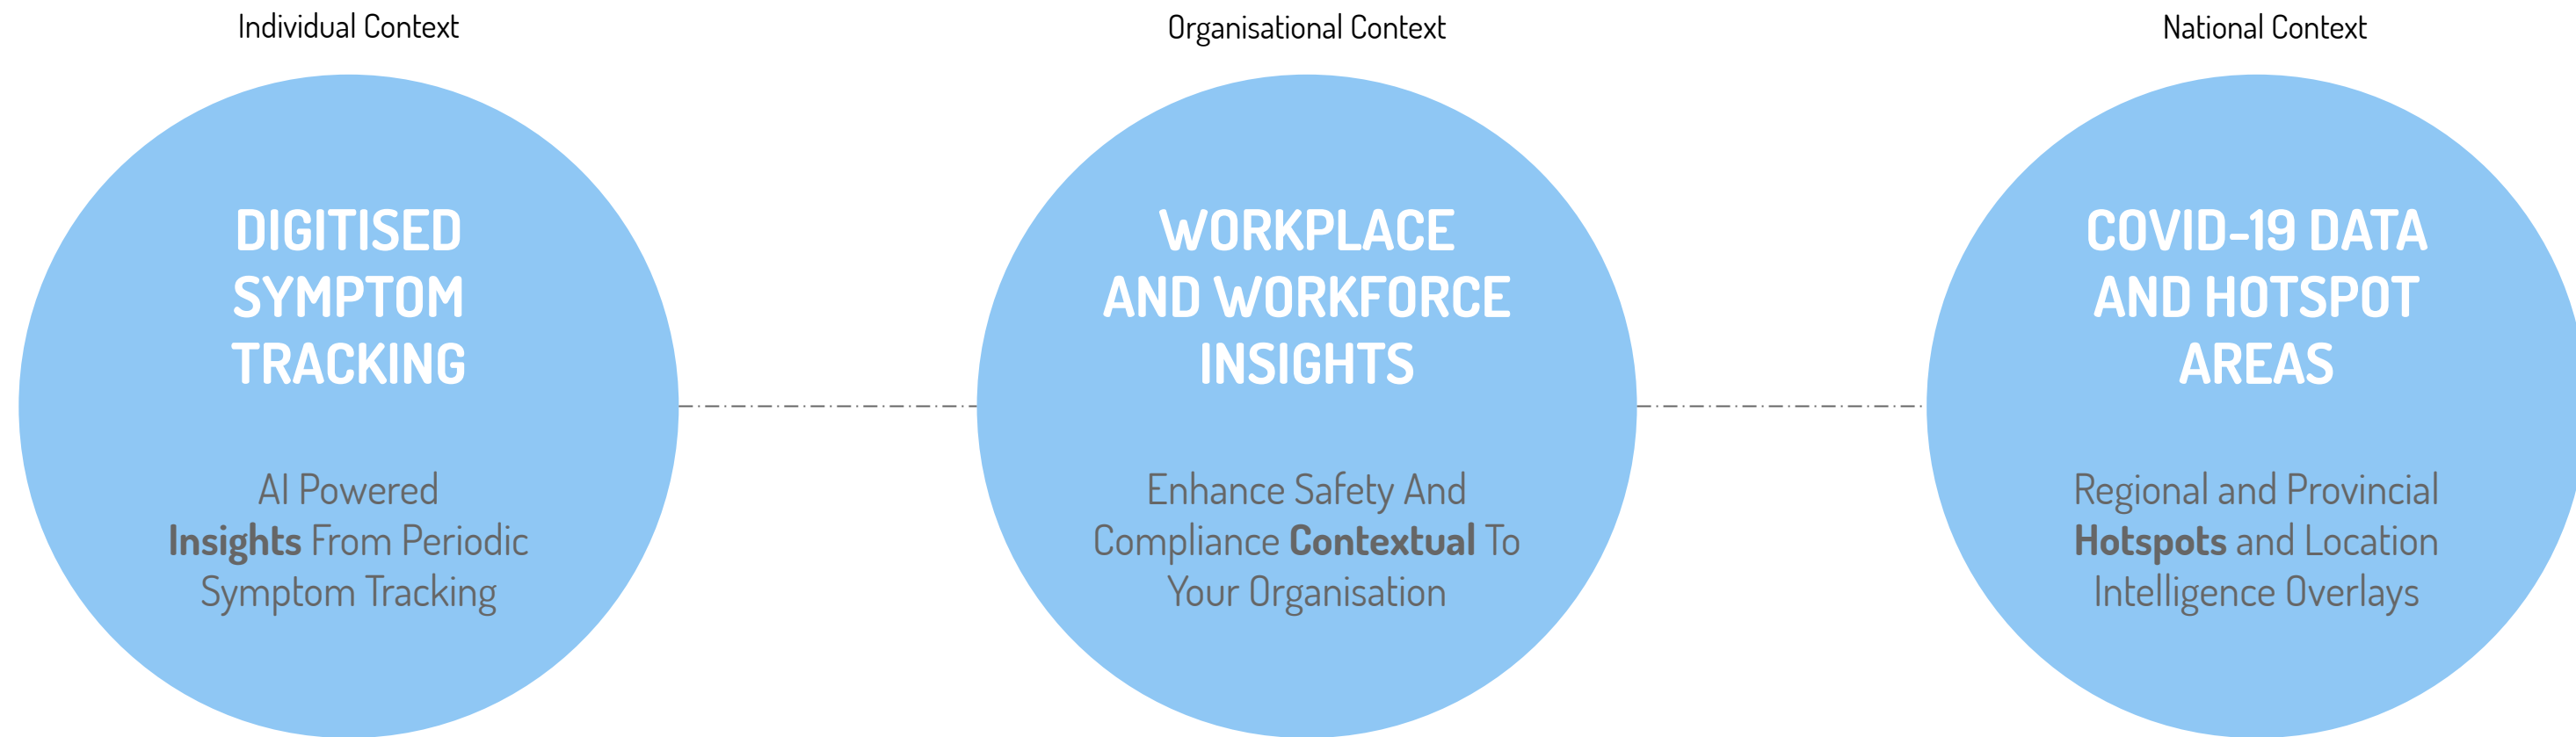 Individual Context
DIGITISED
SYMPTOM
TRACKING
AI Powered
Insights From Periodic
Symptom Tracking
Organisational Context
WORKPLACE
AND WORKFORCE
INSIGHTS
Enhance Safety And
Compliance Contextual To
Your Organisation
National Context
COVID-19 DATA
AND HOTSPOT
AREAS
Regional and Provincial
Hotspots and Location
Intelligence Overlays